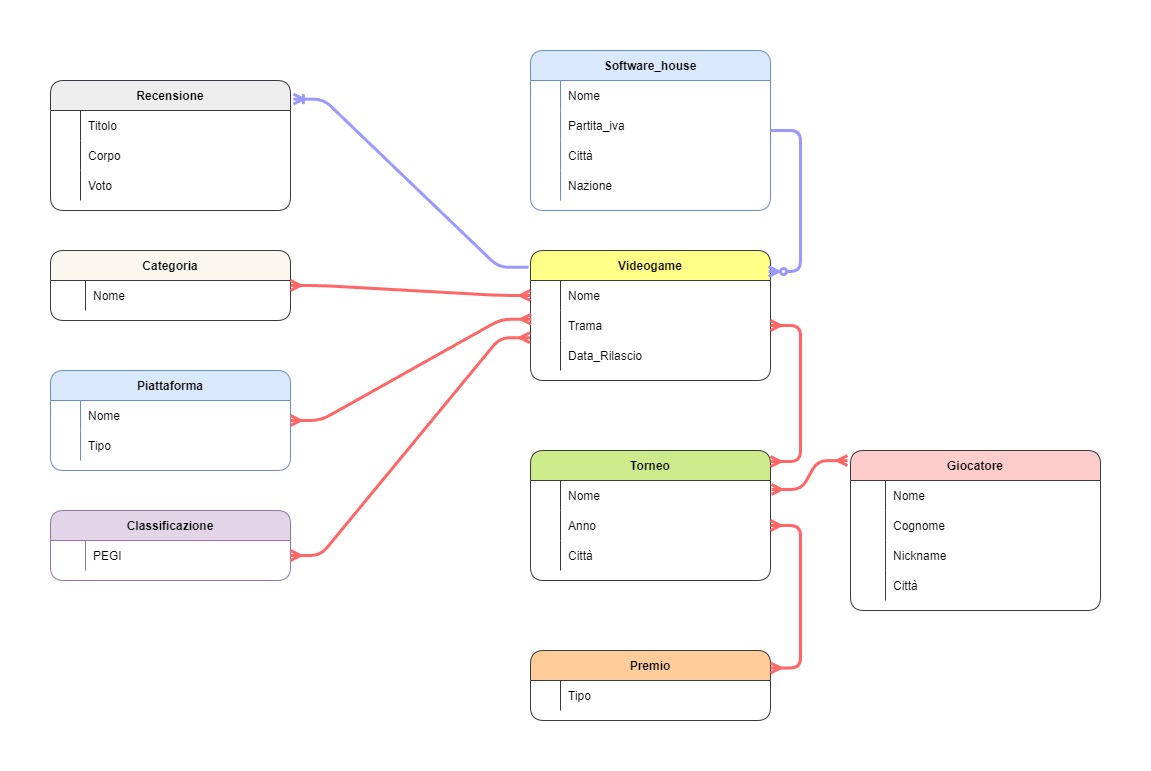 Software_house
Nome
Partita_iva
Città
Nazione
Recensione
Titolo
Corpo
Voto
Categoria
Nome
Videogame
Nome
Trama
Data_Rilascio
Piattaforma
Nome
Tipo
Classificazione
PEGI
Torneo
Nome
Anno
Città
Giocatore
Nome
Cognome
Nickname
Città
Premio
Tipo